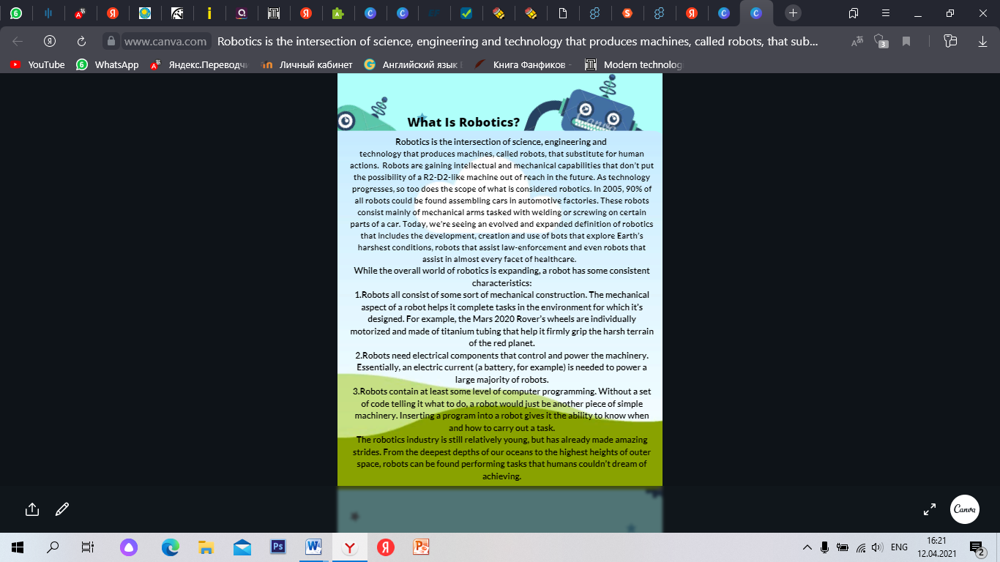 www.canva.com
Robotics is the intersection of science, engineering and technology that produces machines, called robots, that sub...
3
YouTube
6
WhatsApp
Яндекс.Переводч
Личный кабинет
Английский язык
Книга Фанфиков -
Modern technolog
Canva
What Is Robotics?
Robotics is the intersection of science, engineering and
technology that produces machines, called robots, that substitute for human
actions. Robots are gaining intellectual and mechanical capabilities that don't put
the possibility of a R2-D2-like machine out of reach in the future. As technology
progresses, so too does the scope of what is considered robotics. In 2005, 90% of
all robots could be found assembling cars in automotive factories. These robots
consist mainly of mechanical arms tasked with welding or screwing on certain
parts of a car. Today, we're seeing an evolved and expanded definition of robotics
that includes the development, creation and use of bots that explore Earth's
harshest conditions, robots that assist law-enforcement and even robots that
assist in almost every facet of healthcare.
While the overall world of robotics is expanding, a robot has some consistent
characteristics:
1.Robots all consist of some sort of mechanical construction. The mechanical
aspect of a robot helps it complete tasks in the environment for which it's
designed. For example, the Mars 2020 Rover's wheels are individually
motorized and made of titanium tubing that help it firmly grip the harsh terrain
of the red planet.
2.Robots need electrical components that control and power the machinery.
Essentially, an electric current (a battery, for example) is needed to power a
large majority of robots.
3.Robots contain at least some level of computer programming. Without a set
of code telling it what to do, a robot would just be another piece of simple
machinery. Inserting a program into a robot gives it the ability to know when
and how to carry out a task.
The robotics industry is still relatively young, but has already made amazing
strides. From the deepest depths of our oceans to the highest heights of outer
space, robots can be found performing tasks that humans couldn't dream of
achieving.
Canva
Ps
ENG
16:21
12.04.2021
2